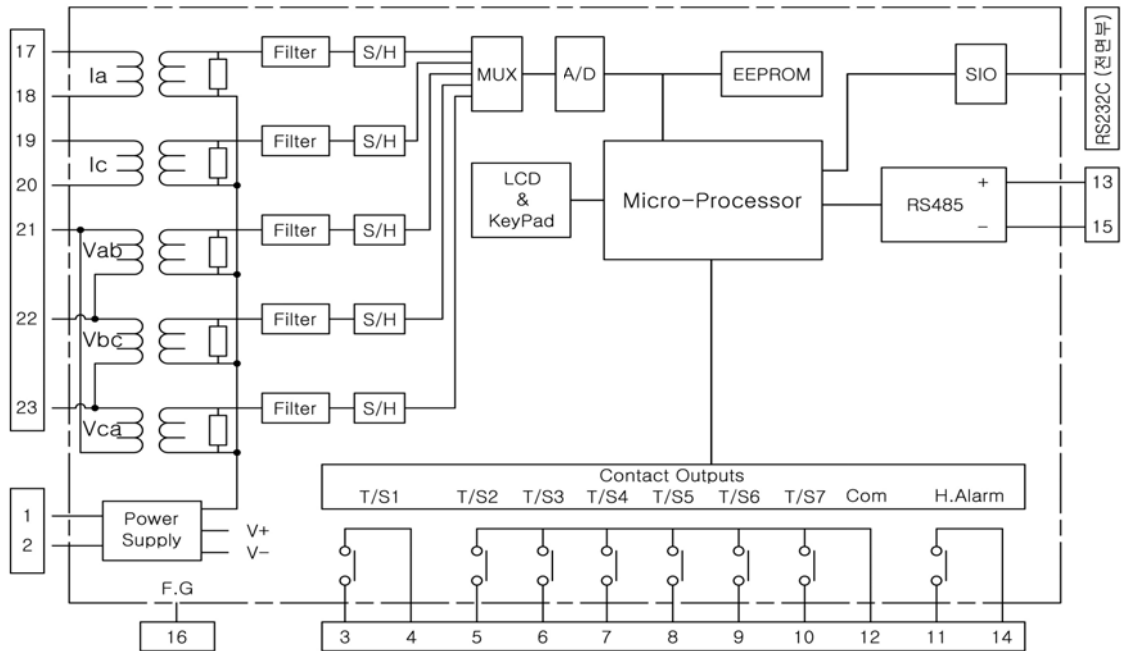 17 Filter S/H MUX A/D EEPROM SIO RS232C (전면부)
Ia
18
19 Filter S/H
Ic
20
LCD & KeyPad
Micro-Processor
RS485 + -
13
15
21 Filter S/H
Vab
22 Filter S/H
Vbc
23 Filter S/H
Vca
Contact Outputs
T/S1 T/S2 T/S3 T/S4 T/S5 T/S6 T/S7 Com H.Alarm
1
2
Power Supply
V+
V-
F.G
16
3 4 5 6 7 8 9 10 12 11 14